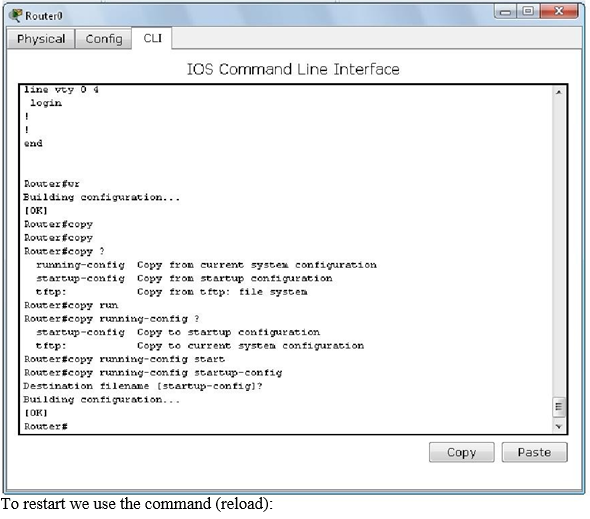 Router0
Physical Config CLI
IOS Command Line Interface
line vty 0 4
login
!
!
end
Router#wr
Building configuration...
[OK]
Router#copy
Router#copy
Router#copy ?
running-config Copy from current system configuration
startup-config Copy from startup configuration
tftp: Copy from tftp: file system
Router#copy run
Router#copy running-config ?
startup-config Copy to startup configuration
tftp: Copy to current system configuration
Router#copy running-config start
Router#copy running-config startup-config
Destination filename [startup-config]?
Building configuration...
[OK]
Router#
Copy Paste
To restart we use the command (reload):